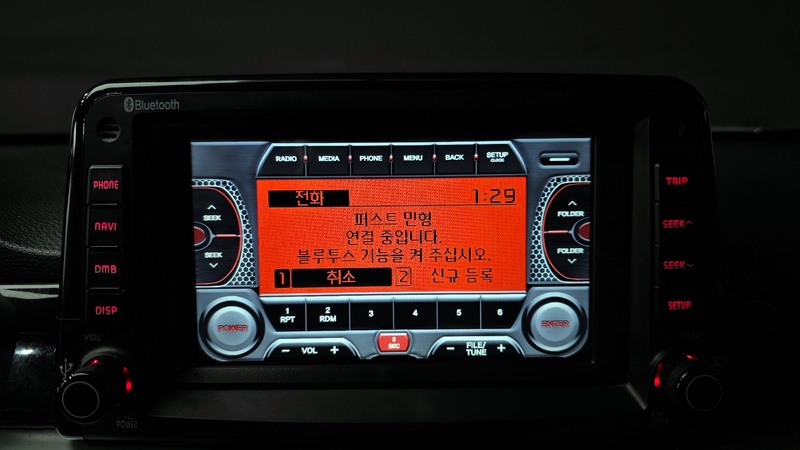 Bluetooth
RADIO MEDIA PHONE MENU BACK SETUP
CLOCK
PHONE
NAVI
DMB
DISP
VOL
SEEK
SEEK
전화 1:29
퍼스트 민형
연결 중입니다.
블루투스 기능을 켜 주십시오.
1 취소 2 신규 등록
FOLDER
FOLDER
TRIP
SEEK
SEEK
SETUP
POWER
1 RPT
2 RDM
3
4
5
6
ENTER
− VOL +
− FILE/TUNE +
POWER